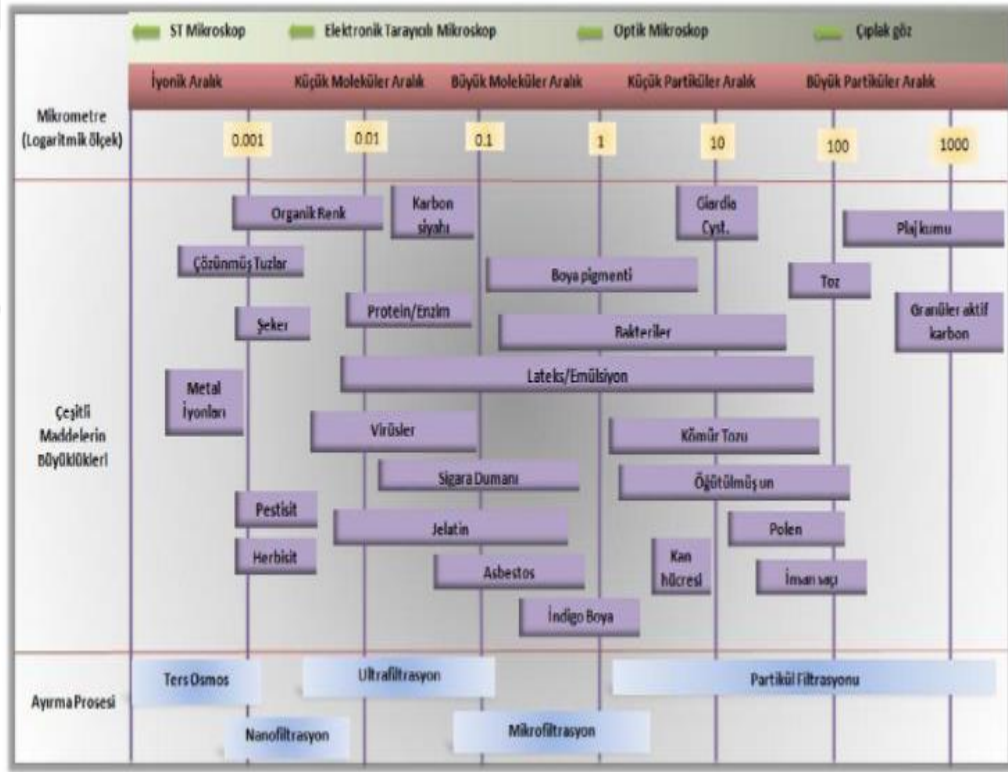 ST Mikroskop Elektronik Tarayıcılı Mikroskop Optik Mikroskop Çıplak göz
İyonik Aralık Küçük Moleküler Aralık Büyük Moleküler Aralık Küçük Partiküler Aralık Büyük Partiküler Aralık
Mikrometre
(Logaritmik ölçek)
0.001 0.01 0.1 1 10 100 1000
Çeşitli
Maddelerin
Büyüklükleri
Organik Renk
Karbon
siyahı
Giardia
Cyst.
Plaj kumu
Çözünmüş Tuzlar
Boya pigmenti
Toz
Şeker
Protein/Enzim
Bakteriler
Granüler aktif
karbon
Lateks/Emülsiyon
Metal
İyonları
Virüsler
Kömür Tozu
Sigara Dumanı
Öğütülmüş un
Pestisit
Jelatin
Polen
Herbisit
Asbestos
Kan
hücresi
İnsan saçı
İndigo Boya
Ayırma Prosesi
Ters Osmos
Ultrafiltrasyon
Partikül Filtrasyonu
Nanofiltrasyon
Mikrofiltrasyon